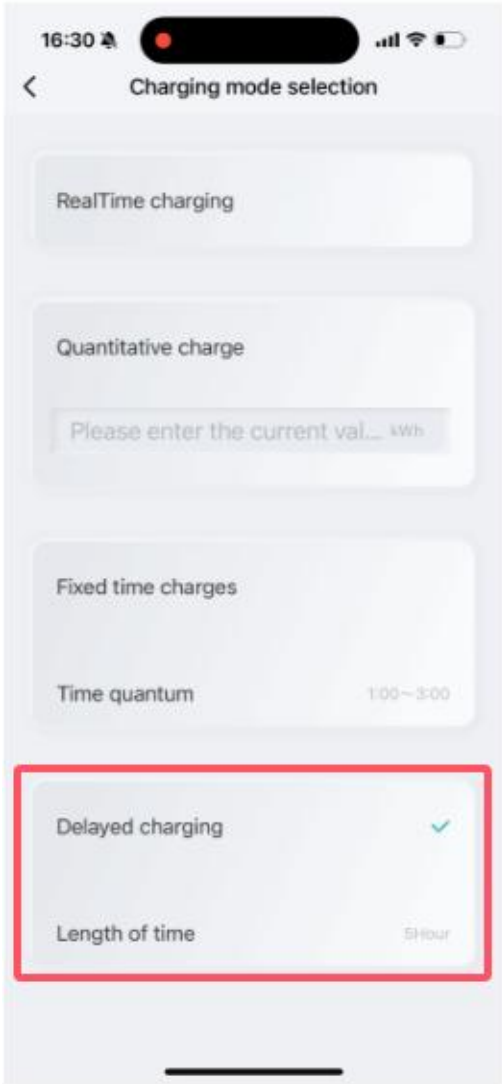 16:30
Charging mode selection
RealTime charging
Quantitative charge
Please enter the current val... kWh
Fixed time charges
Time quantum 1:00~3:00
Delayed charging
Length of time 5Hour